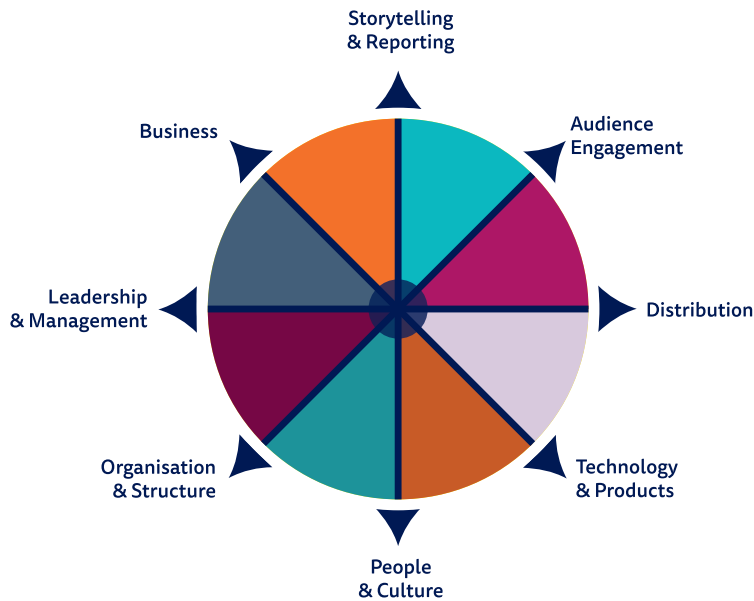 Storytelling
& Reporting
Audience
Engagement
Business
Distribution
Leadership
& Management
Technology
& Products
Organisation
& Structure
People
& Culture